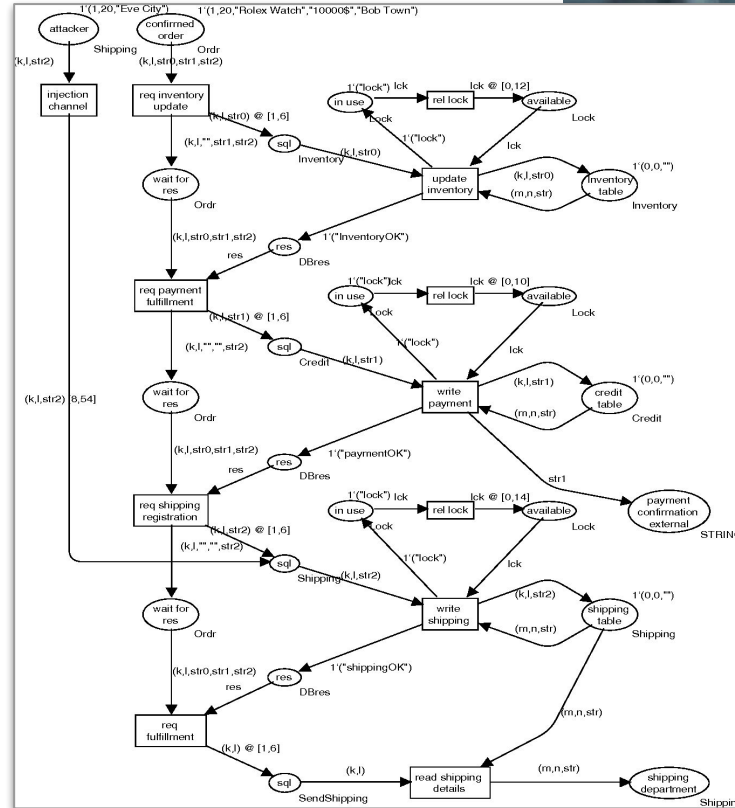 1'(1,20,"Eve City")
1'(1,20,"Rolex Watch","10000$","Bob Town")
attacker
confirmed
order
Shipping
Ordr
(k,l,str2)
(k,l,str0,str1,str2)
injection
channel
req inventory
update
1'("lock")
lck
lck @ [0,12]
in use
rel lock
available
Lock
Lock
(k,l,str0) @ [1,6]
1'("lock")
lck
(k,l,"",str1,str2)
sql
Inventory
(k,l,str0)
update
inventory
(k,l,str0)
1'(0,0,"")
Inventory
table
(m,n,str)
Inventory
wait for
res
Ordr
(k,l,str0,str1,str2)
res
1'("InventoryOK")
res
DBres
req payment
fulfillment
1'("lock")
lck
lck @ [0,10]
in use
rel lock
available
Lock
Lock
(k,l,str1) @ [1,6]
1'("lock")
lck
(k,l,"","",str2)
sql
Credit
(k,l,str1)
write
payment
(k,l,str1)
1'(0,0,"")
credit
table
(m,n,str)
Credit
(k,l,str2)
8,54]
wait for
res
Ordr
(k,l,str0,str1,str2)
1'("paymentOK")
res
res
DBres
str1
req shipping
registration
1'("lock")
lck
lck @ [0,14]
in use
rel lock
available
Lock
Lock
payment
confirmation
external
STRING
(k,l,str2) @ [1,6]
1'("lock")
lck
(k,l,"","",str2)
sql
Shipping
(k,l,str2)
write
shipping
(k,l,str2)
1'(0,0,"")
shipping
table
(m,n,str)
Shipping
wait for
res
Ordr
(k,l,str0,str1,str2)
1'("shippingOK")
res
res
DBres
(m,n,str)
req
fulfillment
(k,l) @ [1,6]
sql
SendShipping
(k,l)
read shipping
details
(m,n,str)
shipping
department